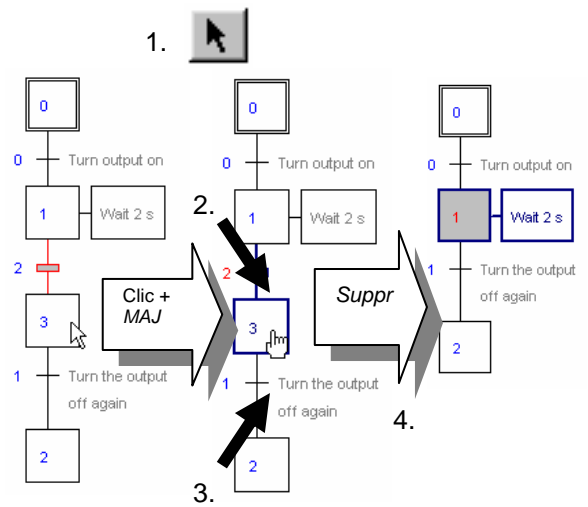 1.
0
0
Turn output on
1
Wait 2 s
2
3
1
Turn the output
off again
2
Clic +
MAJ
0
0
Turn output on
2.
1
Wait 2 s
2
3
1
Turn the output
off again
2
3.
Suppr
0
0
Turn output on
1
Wait 2 s
1
Turn the output
off again
2
4.